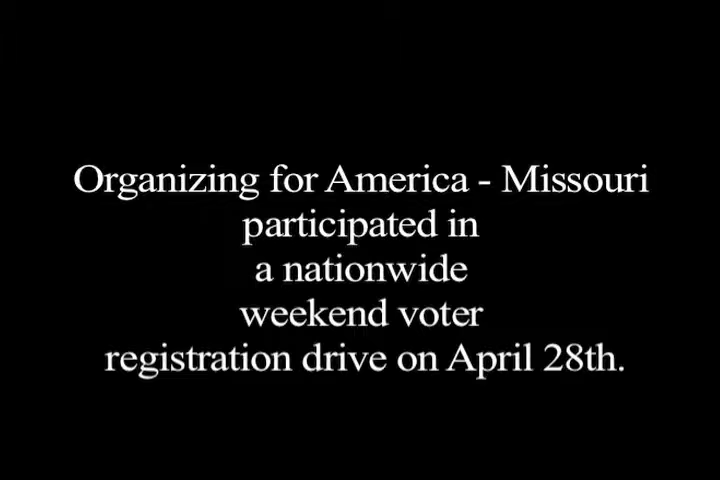 Organizing for America - Missouri
participated in
a nationwide
weekend voter
registration drive on April 28th.